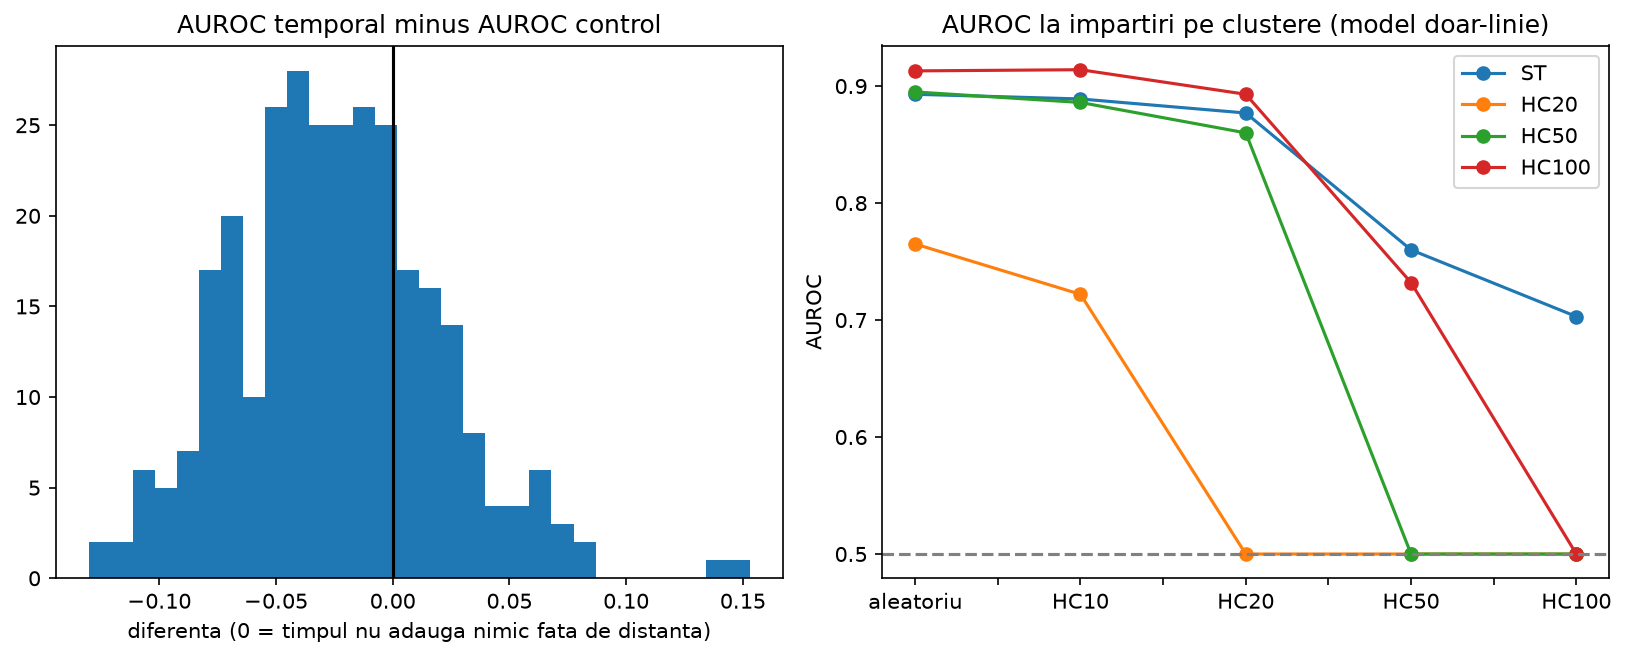 AUROC temporal minus AUROC control
25
20
15
10
5
0
−0.10 −0.05 0.00 0.05 0.10 0.15
diferenta (0 = timpul nu adauga nimic fata de distanta)
AUROC la impartiri pe clustere (model doar-linie)
AUROC
0.9
0.8
0.7
0.6
0.5
ST
HC20
HC50
HC100
aleatoriu HC10 HC20 HC50 HC100